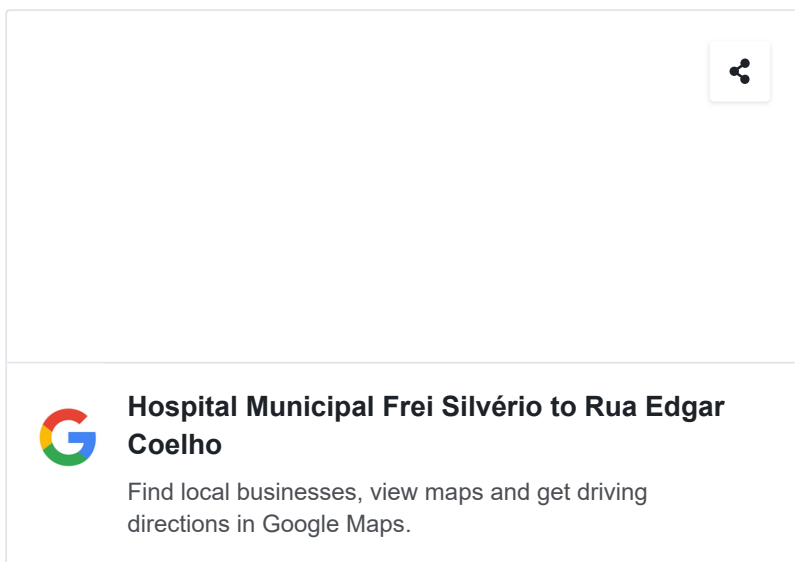 Hospital Municipal Frei Silvério to Rua Edgar
Coelho
Find local businesses, view maps and get driving
directions in Google Maps.